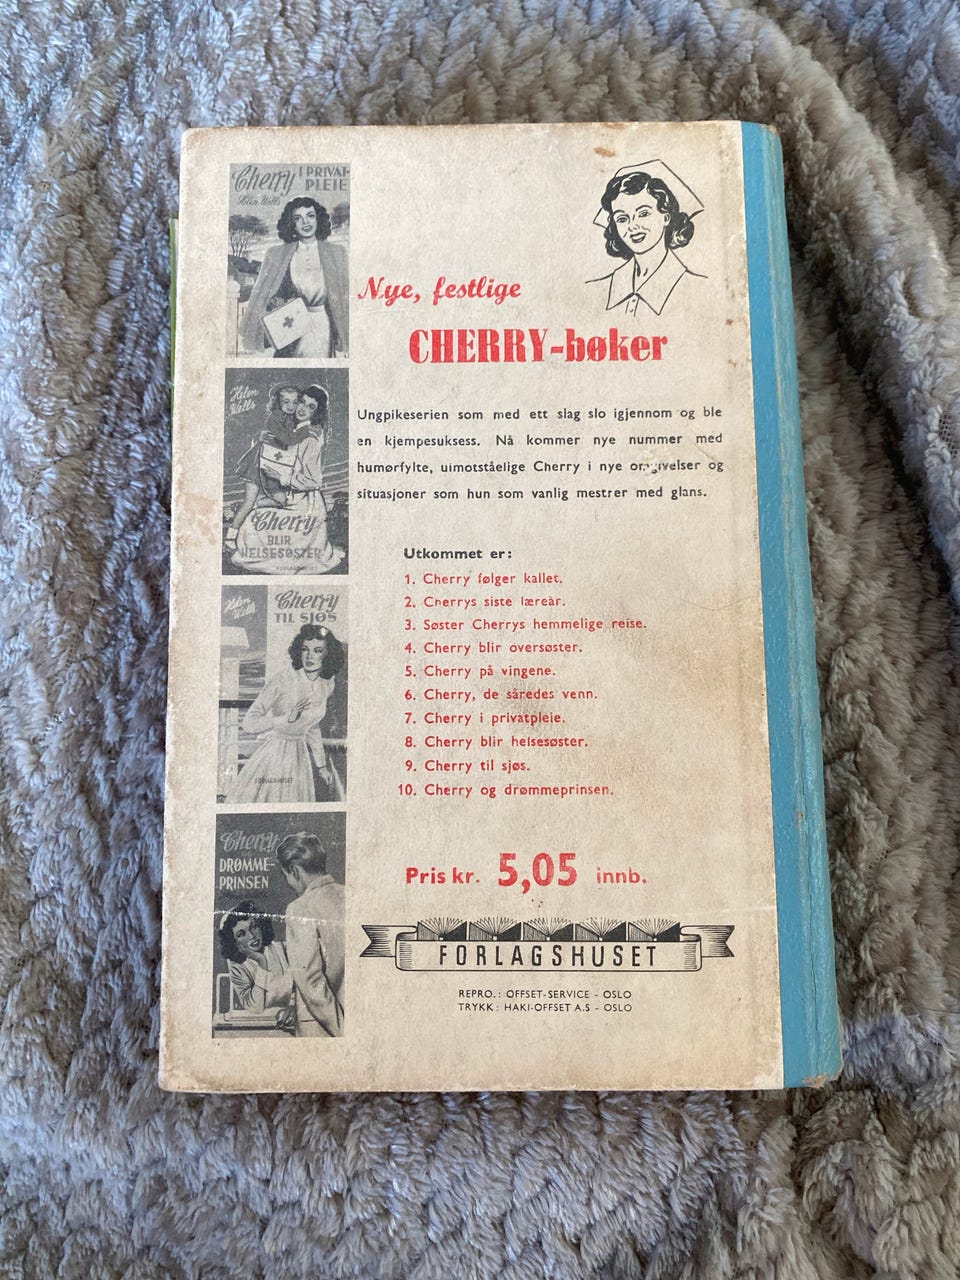 Cherry I PRIVAT-
PLEIE
Helen Wells
Nye, festlige
CHERRY-bøker
Helen
Wells
Cherry
BLIR
HELSESØSTER
FORLAGSHUSET
Ungpikeserien som med ett slag slo igjennom og ble
en kjempesuksess. Nå kommer nye nummer med
humørfylte, uimotståelige Cherry i nye omgivelser og
situasjoner som hun som vanlig mestrer med glans.
Utkommet er:
1. Cherry følger kallet.
2. Cherrys siste læreår.
3. Søster Cherrys hemmelige reise.
4. Cherry blir oversøster.
5. Cherry på vingene.
6. Cherry, de såredes venn.
7. Cherry i privatpleie.
8. Cherry blir helsesøster.
9. Cherry til sjøs.
10. Cherry og drømmeprinsen.
Helen
Wells
Cherry
TIL SJØS
FORLAGSHUSET
Cherry
DRØMME-
PRINSEN
Pris kr. 5,05 innb.
FORLAGSHUSET
REPRO.: OFFSET-SERVICE - OSLO
TRYKK: HAKI-OFFSET A.S - OSLO